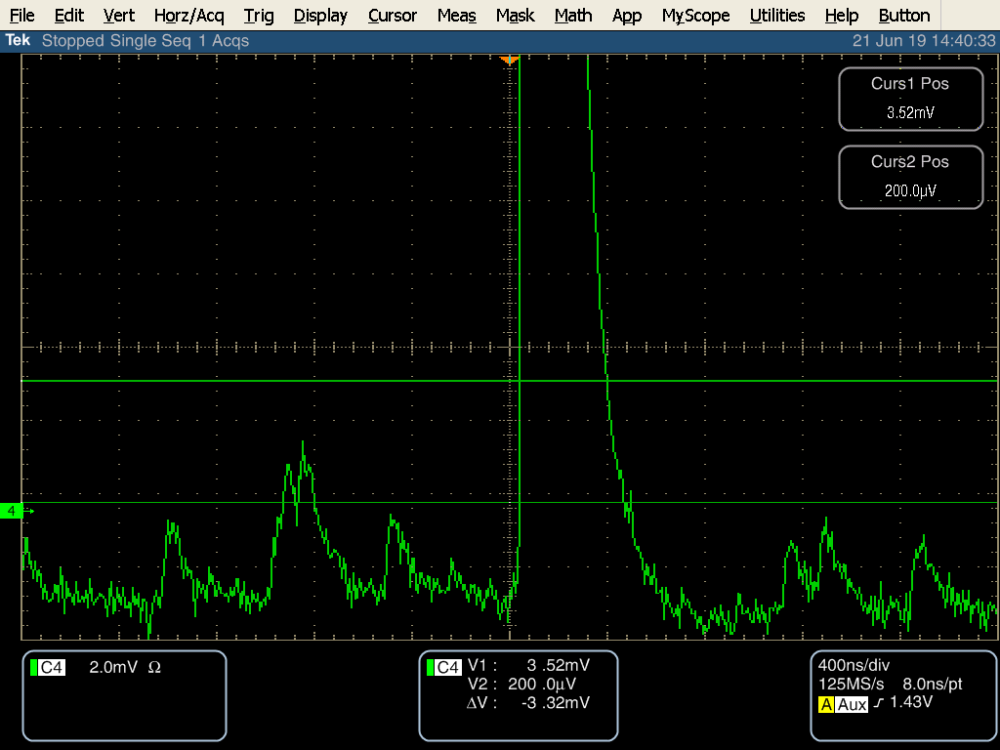 File Edit Vert Horz/Acq Trig Display Cursor Meas Mask Math App MyScope Utilities Help Button
Tek Stopped Single Seq 1 Acqs 21 Jun 19 14:40:33
Curs1 Pos
3.52mV
Curs2 Pos
200.0µV
4
C4 2.0mV Ω
C4 V1 : 3 .52mV
V2 : 200 .0µV
ΔV : -3 .32mV
400ns/div
125MS/s 8.0ns/pt
A Aux 1.43V